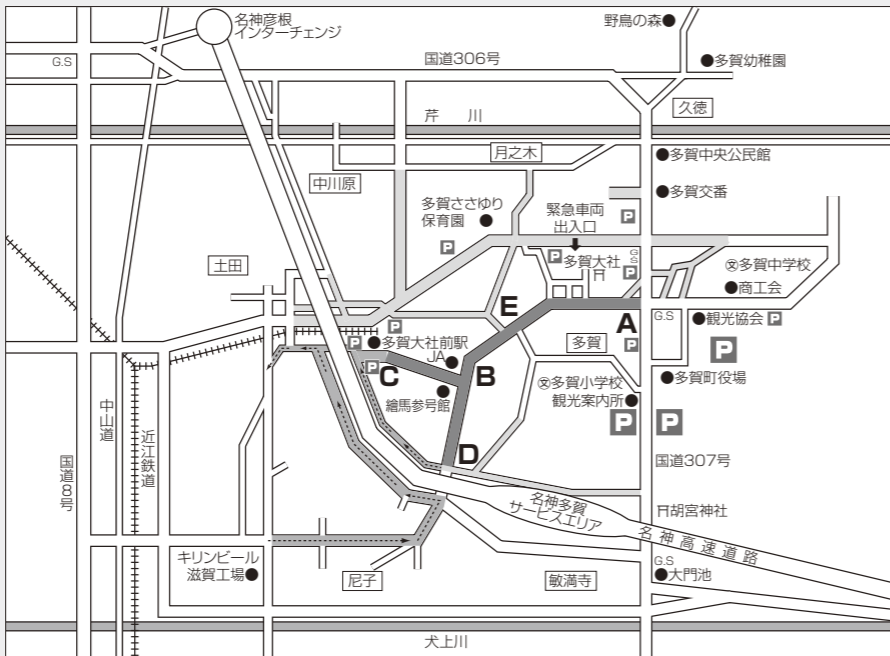 名神彦根
インターチェンジ
野鳥の森
G.S
国道306号
多賀幼稚園
久徳
芹 川
月之木
多賀中央公民館
中川原
多賀交番
多賀ささゆり
保育園
緊急車両
出入口
P
P
P
多賀大社
G.S
P
土田
文多賀中学校
商工会
E
A
G.S
観光協会 P
P
多賀大社前駅
P
多賀
P
P
JA
P
C
B
文多賀小学校
多賀町役場
繪馬参号館
観光案内所
P
P
中山道
近江鉄道
国道8号
D
国道307号
名神多賀
サービスエリア
胡宮神社
名神高速道路
キリンビール
滋賀工場
G.S
大門池
尼子
敏満寺
犬上川